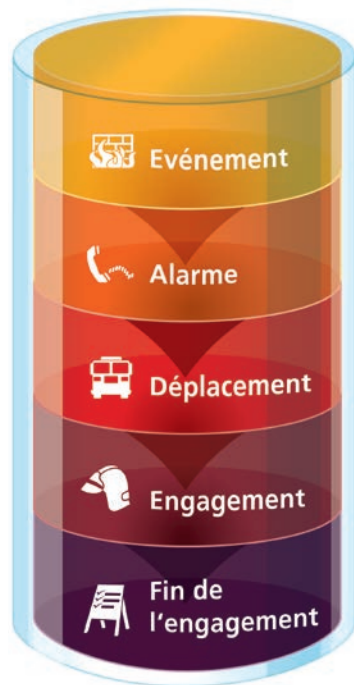 Evénement
Alarme
Déplacement
Engagement
Fin de
l'engagement